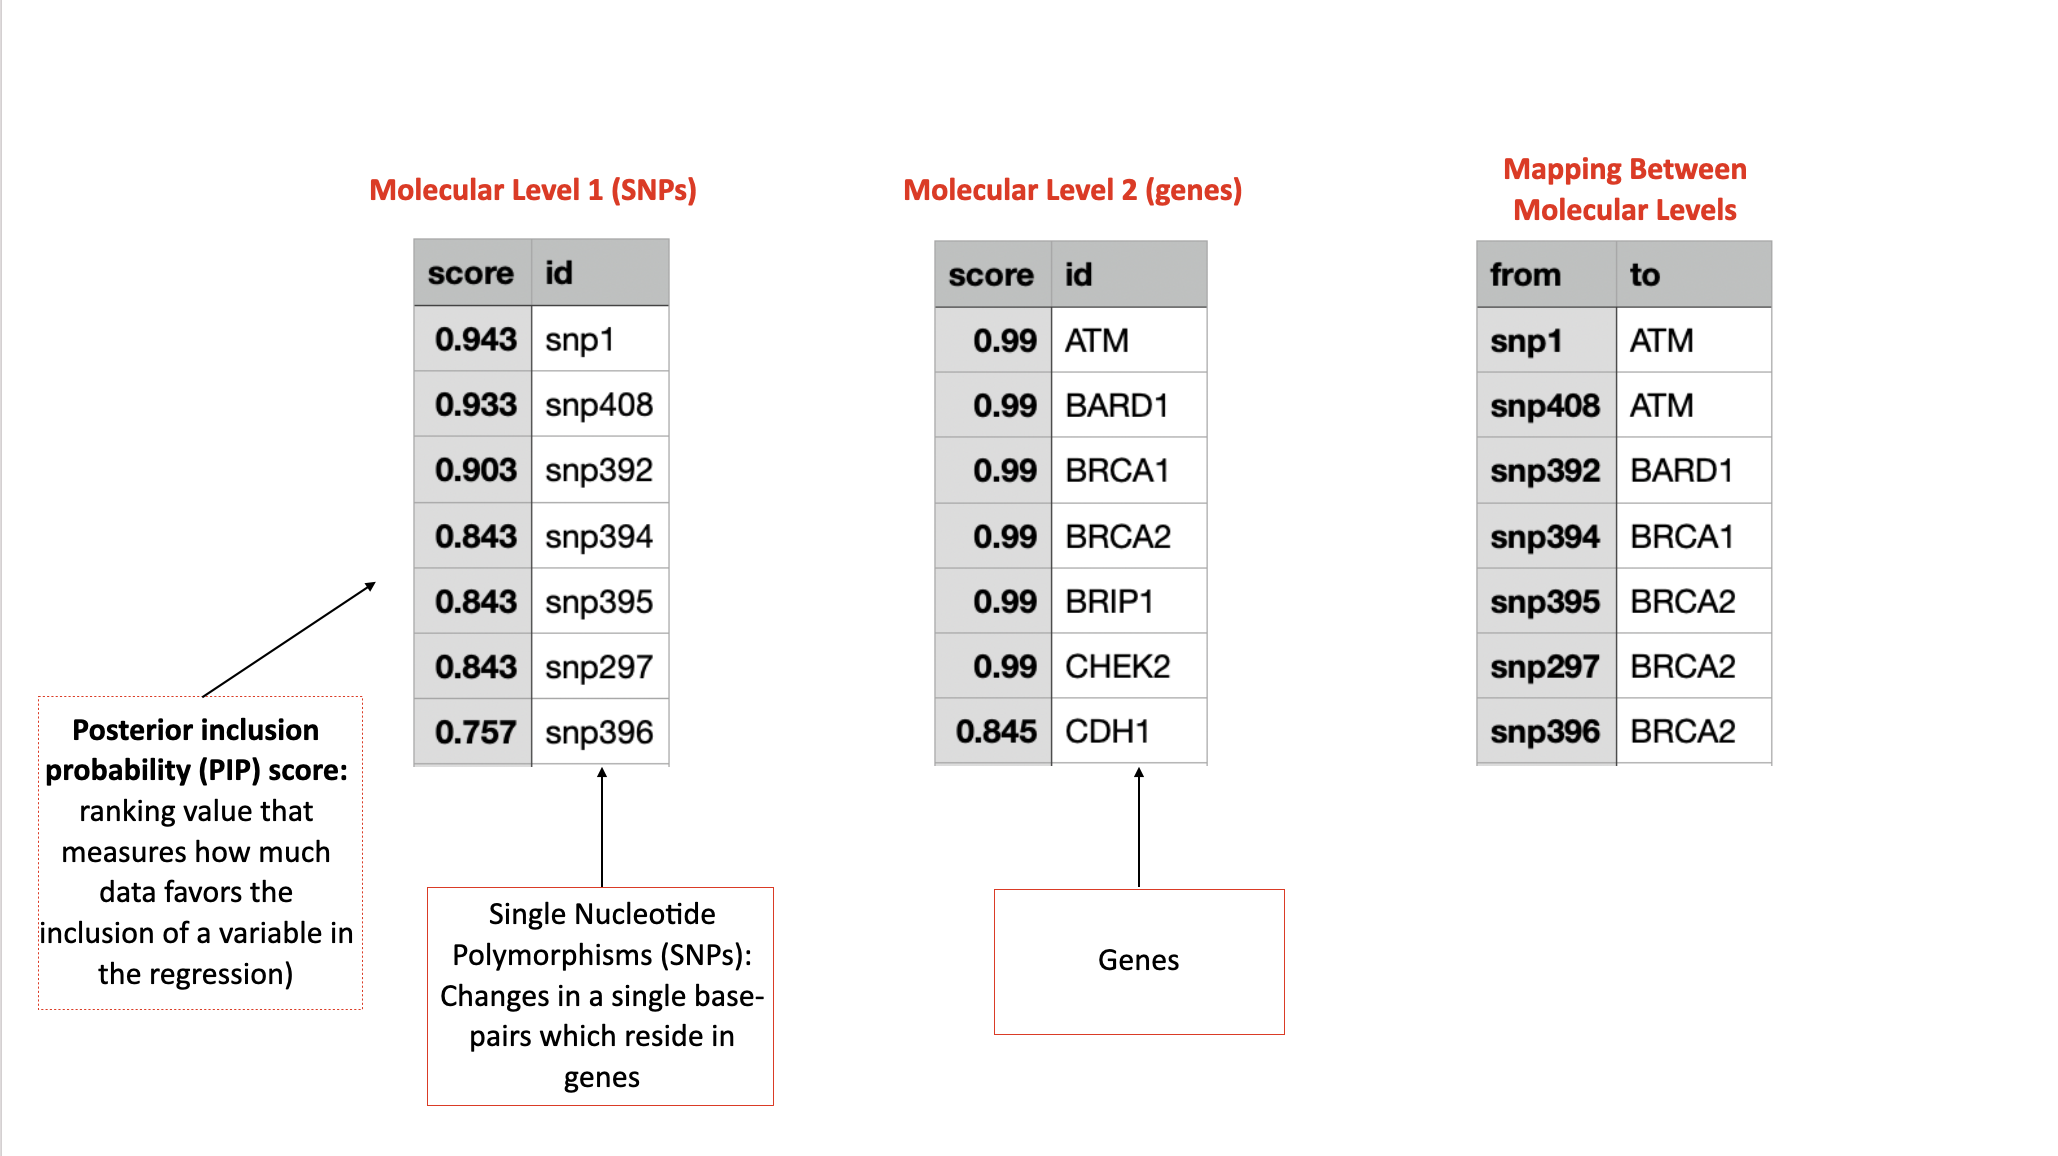 Molecular Level 1 (SNPs)
score id
0.943 snp1
0.933 snp408
0.903 snp392
0.843 snp394
0.843 snp395
0.843 snp297
0.757 snp396
Molecular Level 2 (genes)
score id
0.99 ATM
0.99 BARD1
0.99 BRCA1
0.99 BRCA2
0.99 BRIP1
0.99 CHEK2
0.845 CDH1
Mapping Between
Molecular Levels
from to
snp1 ATM
snp408 ATM
snp392 BARD1
snp394 BRCA1
snp395 BRCA2
snp297 BRCA2
snp396 BRCA2
Posterior inclusion
probability (PIP) score:
ranking value that
measures how much
data favors the
inclusion of a variable in
the regression)
Single Nucleotide
Polymorphisms (SNPs):
Changes in a single base-
pairs which reside in
genes
Genes